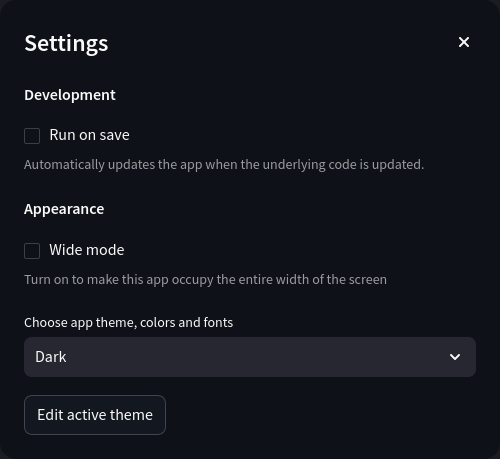 Settings
Development
Run on save
Automatically updates the app when the underlying code is updated.
Appearance
Wide mode
Turn on to make this app occupy the entire width of the screen
Choose app theme, colors and fonts
Dark
Edit active theme